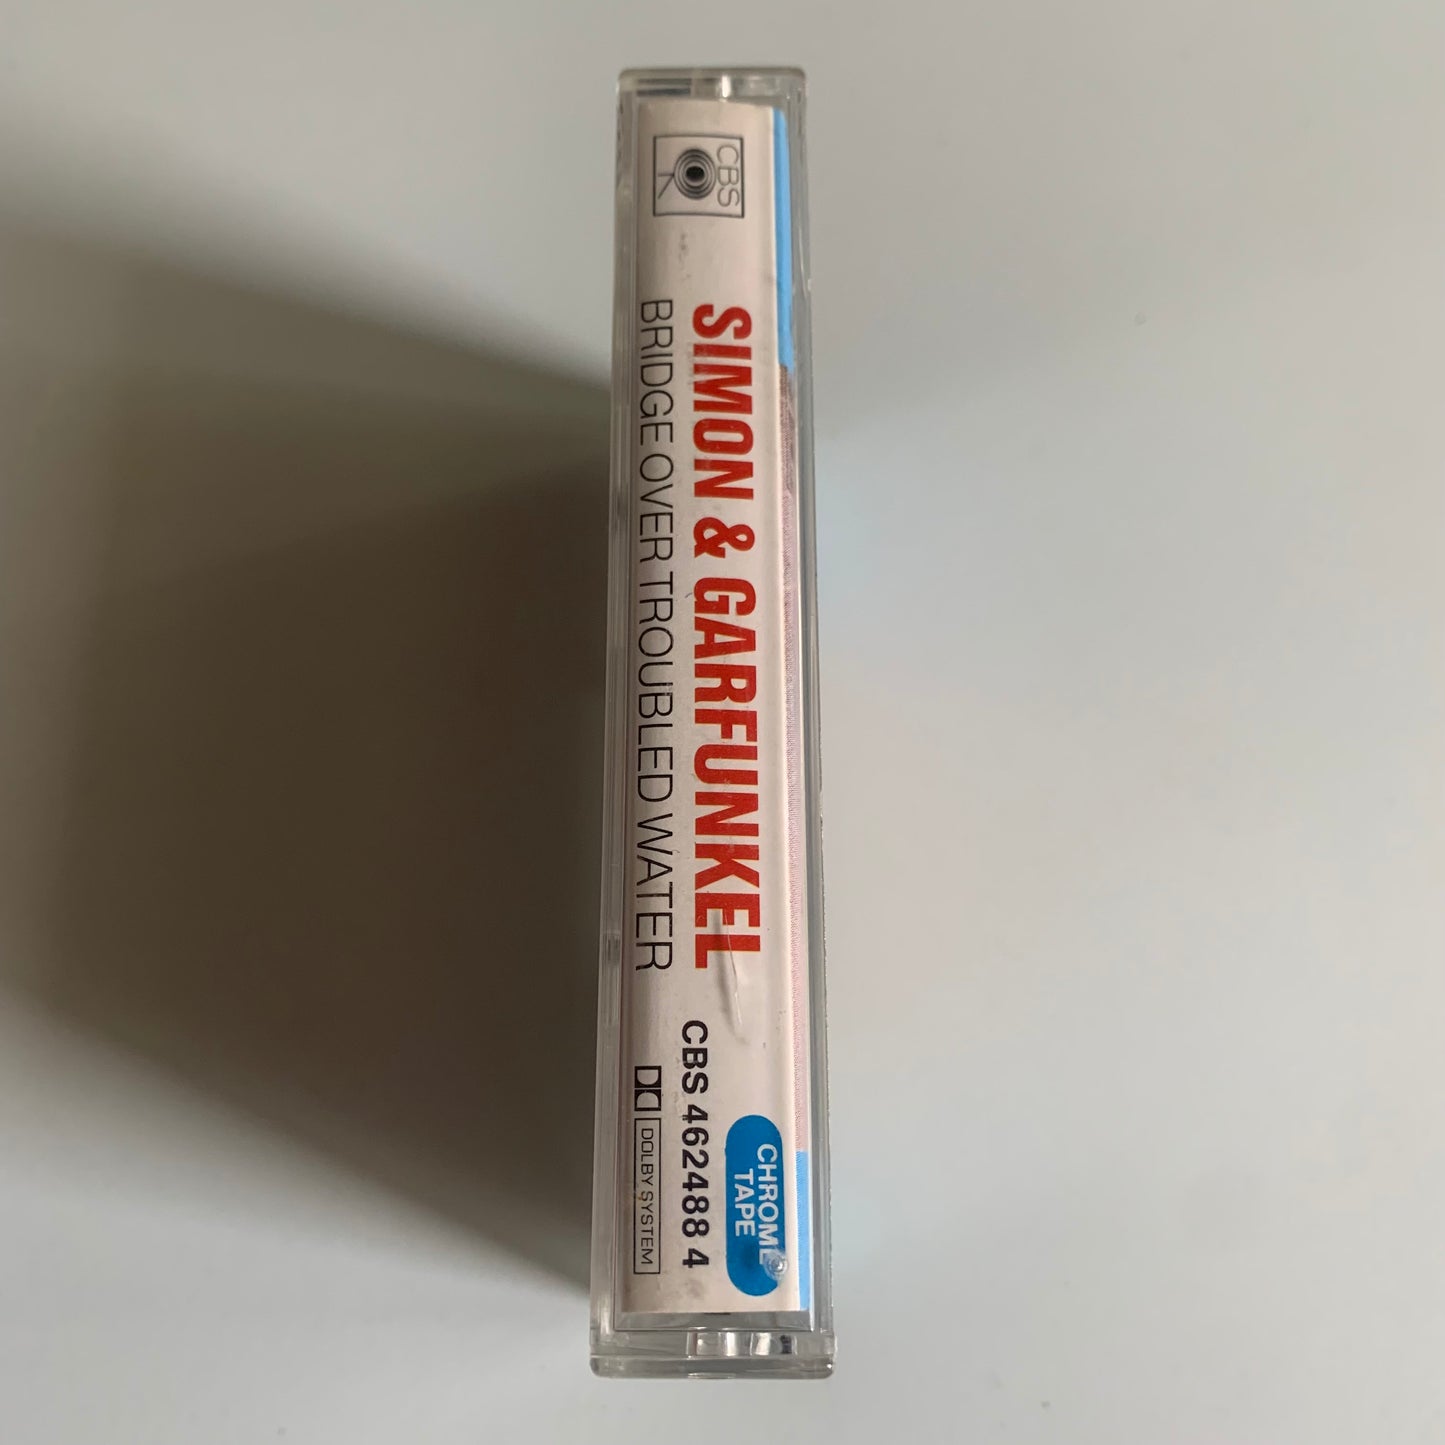 CBS
SIMON & GARFUNKEL
BRIDGE OVER TROUBLED WATER
CBS 462488 4
DOLBY SYSTEM
CHROME
TAPE